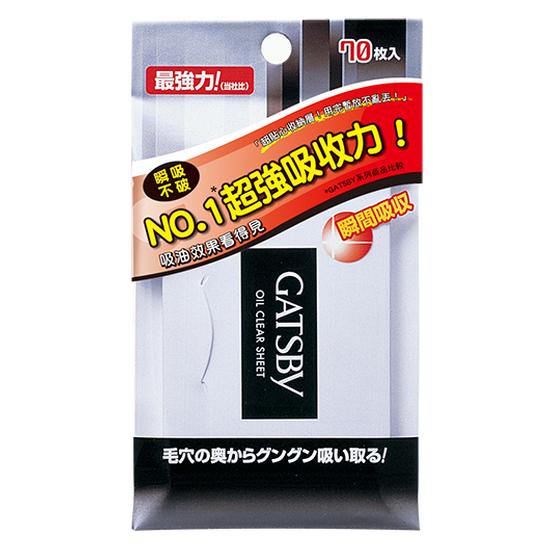 70枚入
最強力!(当社比)
「超貼心收納層!用完暫放不亂丟!」
瞬吸
不破
NO.1*超強吸收力!
*GATSBY系列商品比較
吸油效果看得見
瞬間吸収
GATSBY
OIL CLEAR SHEET
毛穴の奥からグングン吸い取る!